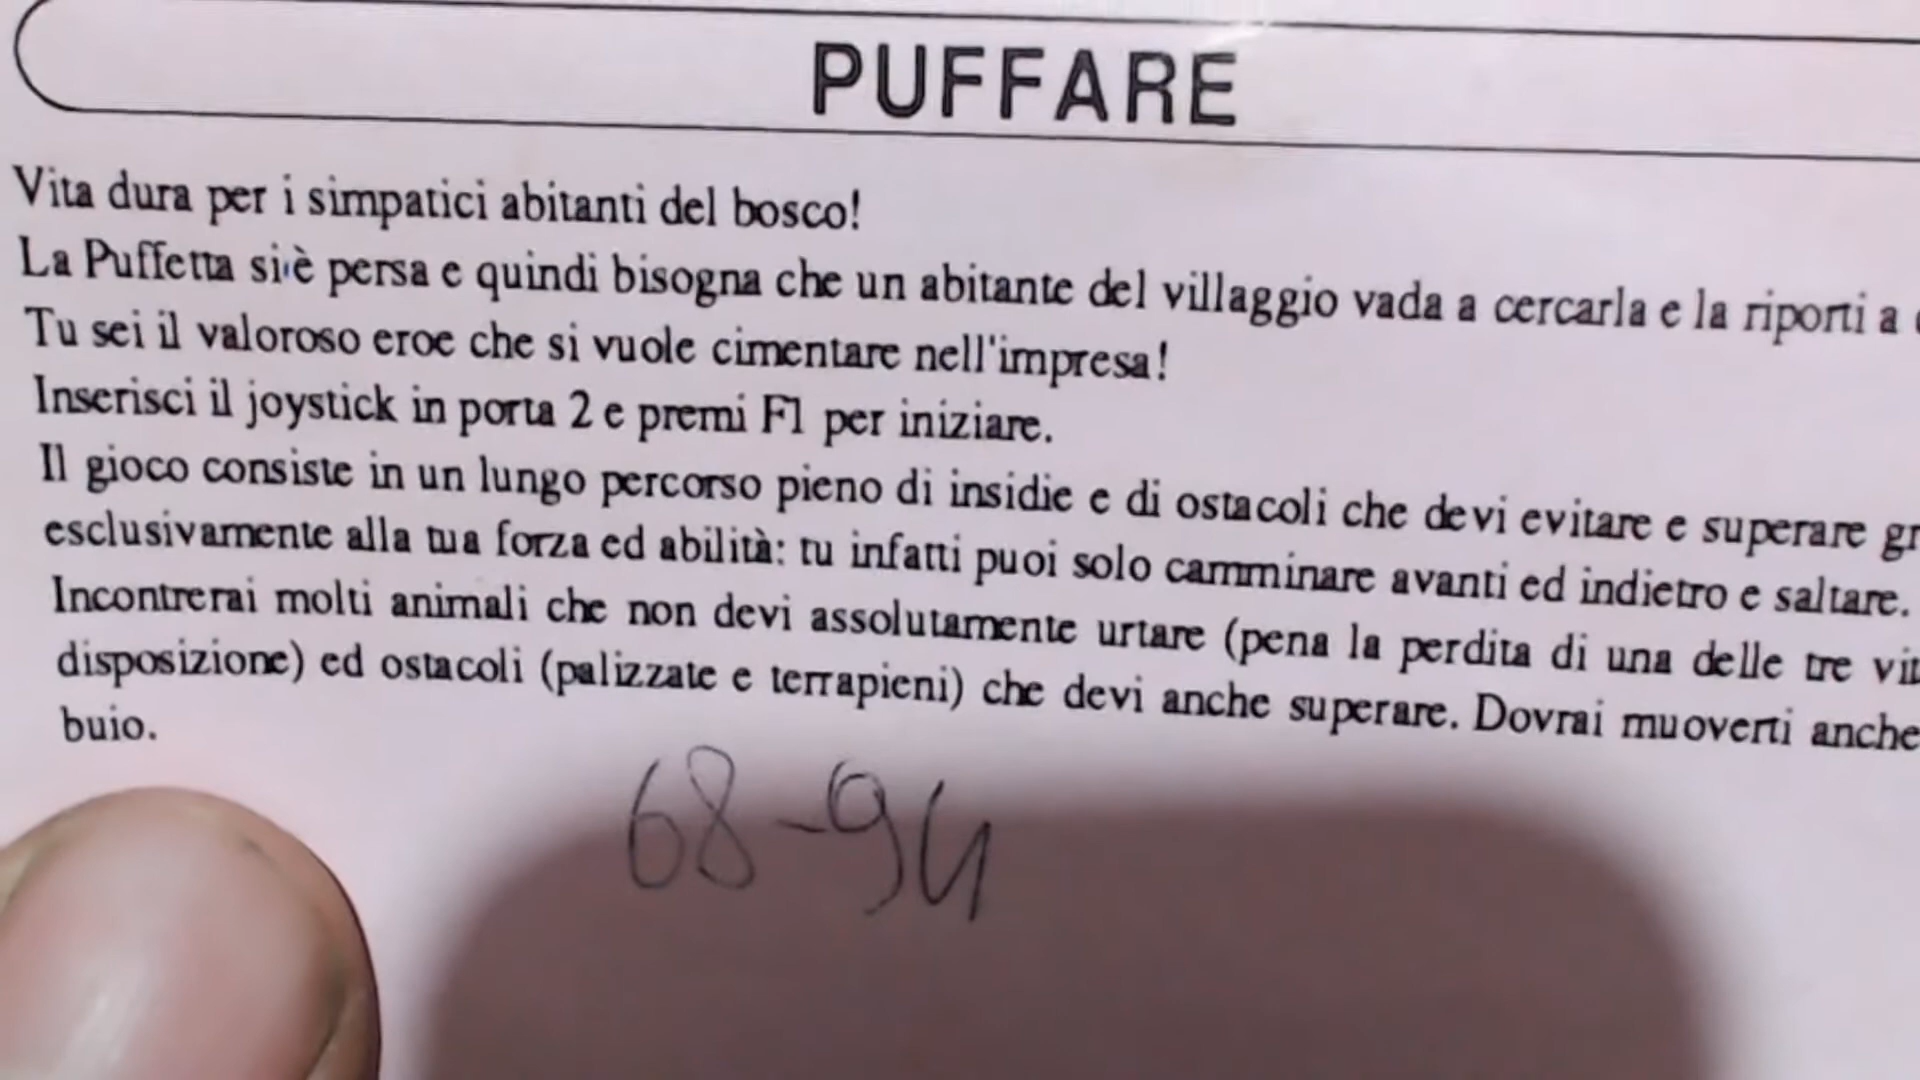 PUFFARE
Vita dura per i simpatici abitanti del bosco!
La Puffetta si è persa e quindi bisogna che un abitante del villaggio vada a cercarla e la riporti a
Tu sei il valoroso eroe che si vuole cimentare nell'impresa!
Inserisci il joystick in porta 2 e premi F1 per iniziare.
Il gioco consiste in un lungo percorso pieno di insidie e di ostacoli che devi evitare e superare
esclusivamente alla tua forza ed abilità: tu infatti puoi solo camminare avanti ed indietro e saltare.
Incontrerai molti animali che non devi assolutamente urtare (pena la perdita di una delle tre
disposizione) ed ostacoli (palizzate e terrapieni) che devi anche superare. Dovrai muoverti anche
buio.
68-94